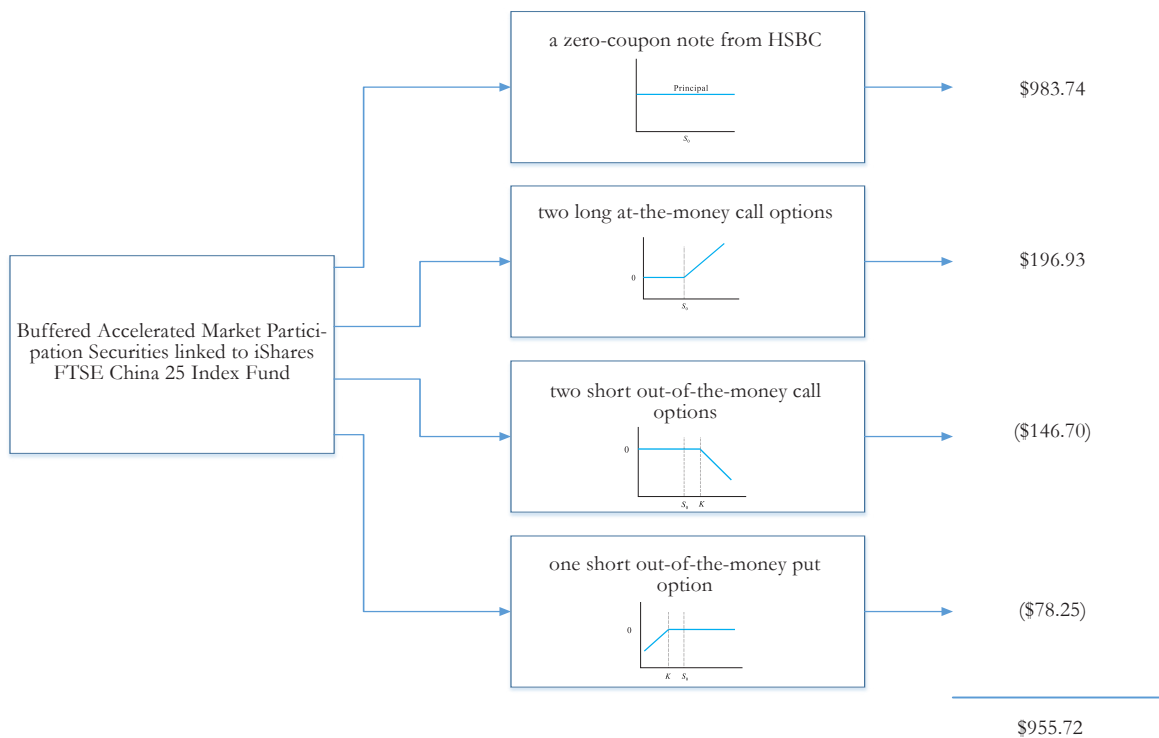 Buffered Accelerated Market Partici-
pation Securities linked to iShares
FTSE China 25 Index Fund
a zero-coupon note from HSBC
Principal
S₀
$983.74
two long at-the-money call options
0
S₀
$196.93
two short out-of-the-money call
options
0
S₀ K
($146.70)
one short out-of-the-money put
option
0
K S₀
($78.25)
$955.72